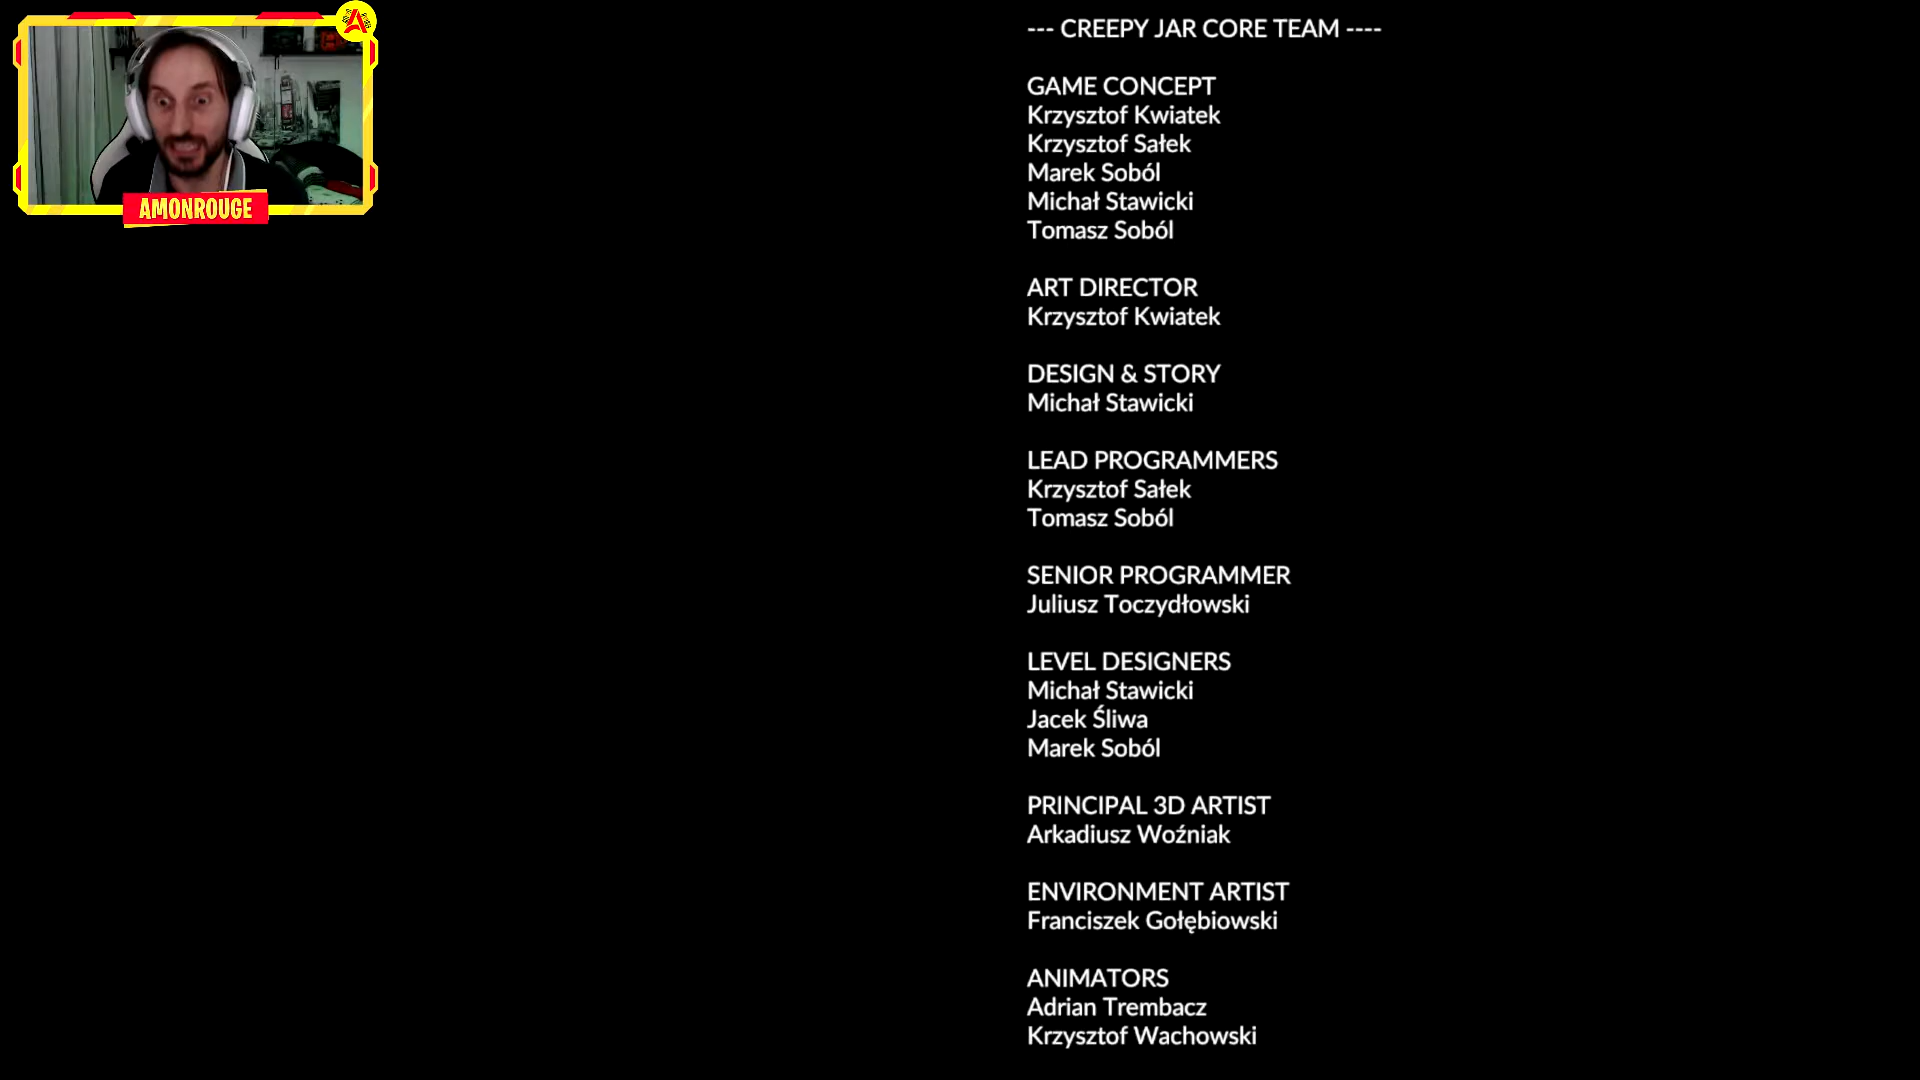 AMONROUGE
--- CREEPY JAR CORE TEAM ----
GAME CONCEPT
Krzysztof Kwiatek
Krzysztof Sałek
Marek Soból
Michał Stawicki
Tomasz Soból
ART DIRECTOR
Krzysztof Kwiatek
DESIGN & STORY
Michał Stawicki
LEAD PROGRAMMERS
Krzysztof Sałek
Tomasz Soból
SENIOR PROGRAMMER
Juliusz Toczydłowski
LEVEL DESIGNERS
Michał Stawicki
Jacek Śliwa
Marek Soból
PRINCIPAL 3D ARTIST
Arkadiusz Woźniak
ENVIRONMENT ARTIST
Franciszek Gołębiowski
ANIMATORS
Adrian Trembacz
Krzysztof Wachowski